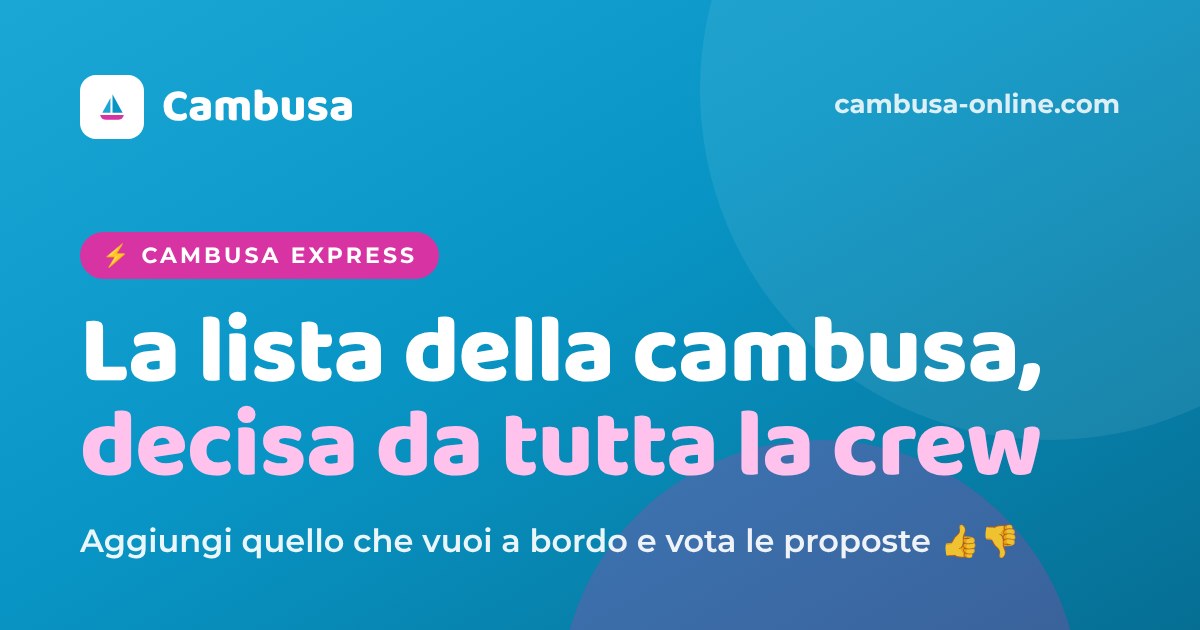 Cambusa
cambusa-online.com
⚡ CAMBUSA EXPRESS
La lista della cambusa,
decisa da tutta la crew
Aggiungi quello che vuoi a bordo e vota le proposte 👍👎